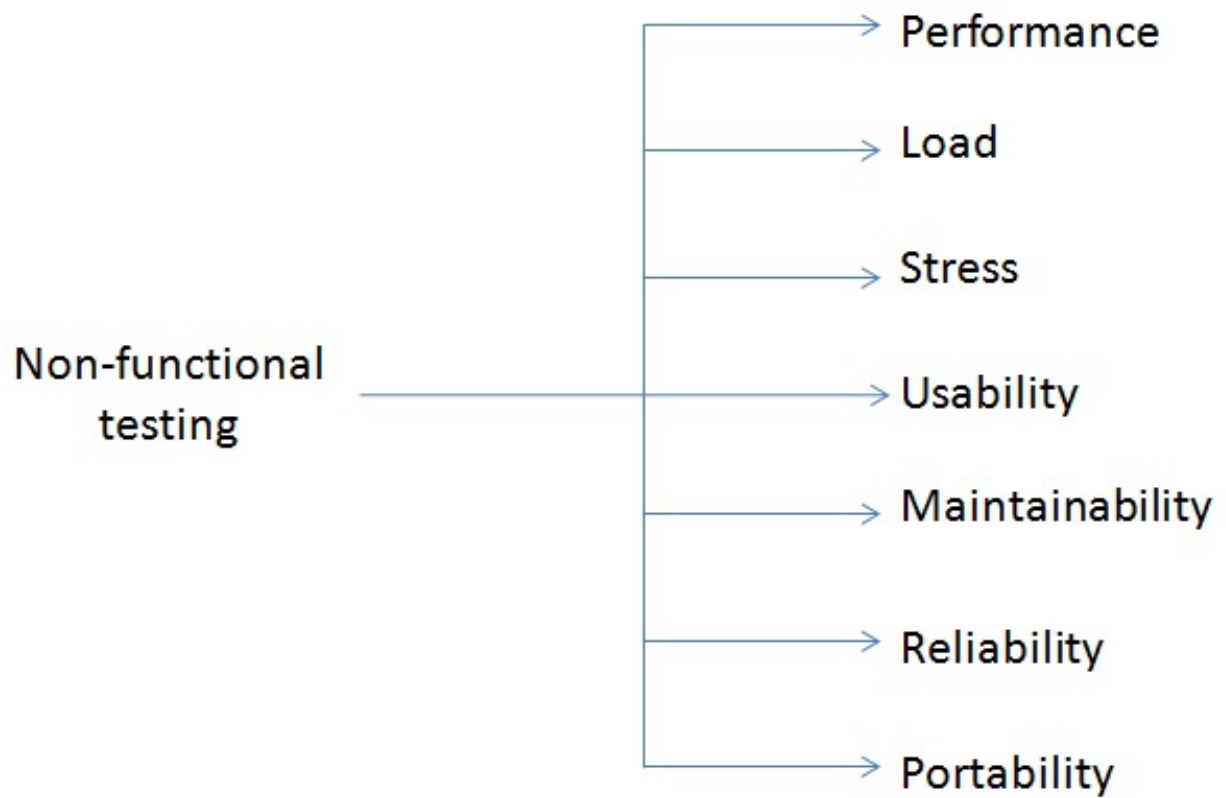 Performance
Load
Stress
Non-functional
testing
Usability
Maintainability
Reliability
Portability